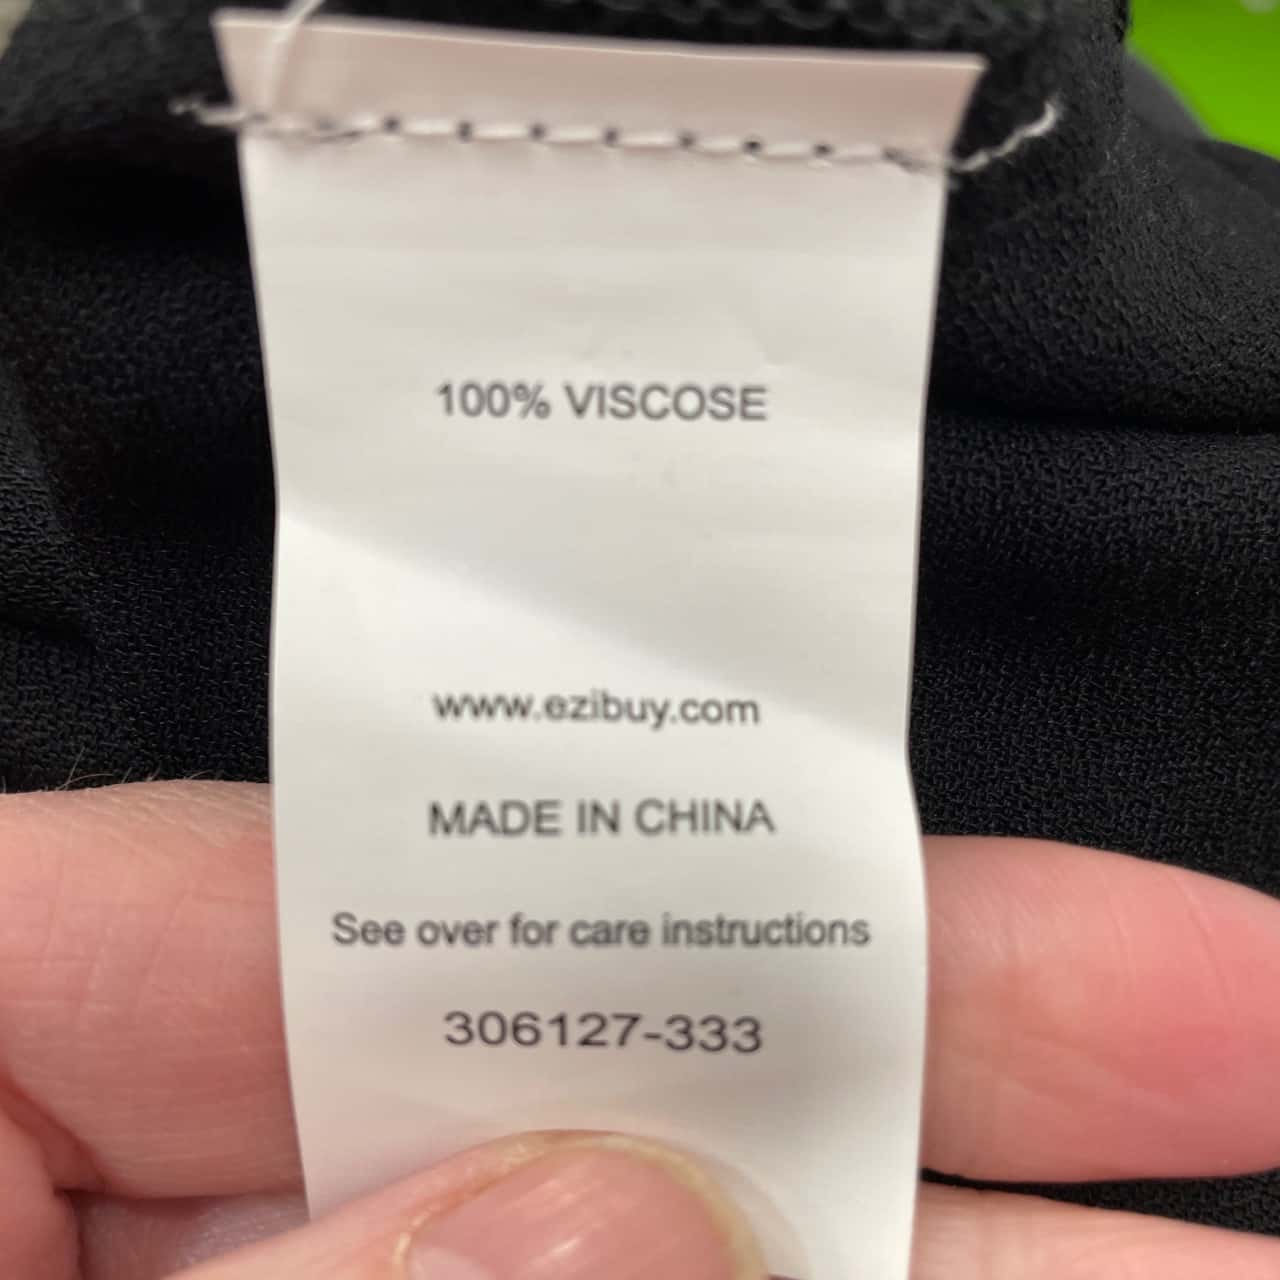 100% VISCOSE
www.ezibuy.com
MADE IN CHINA
See over for care instructions
306127-333